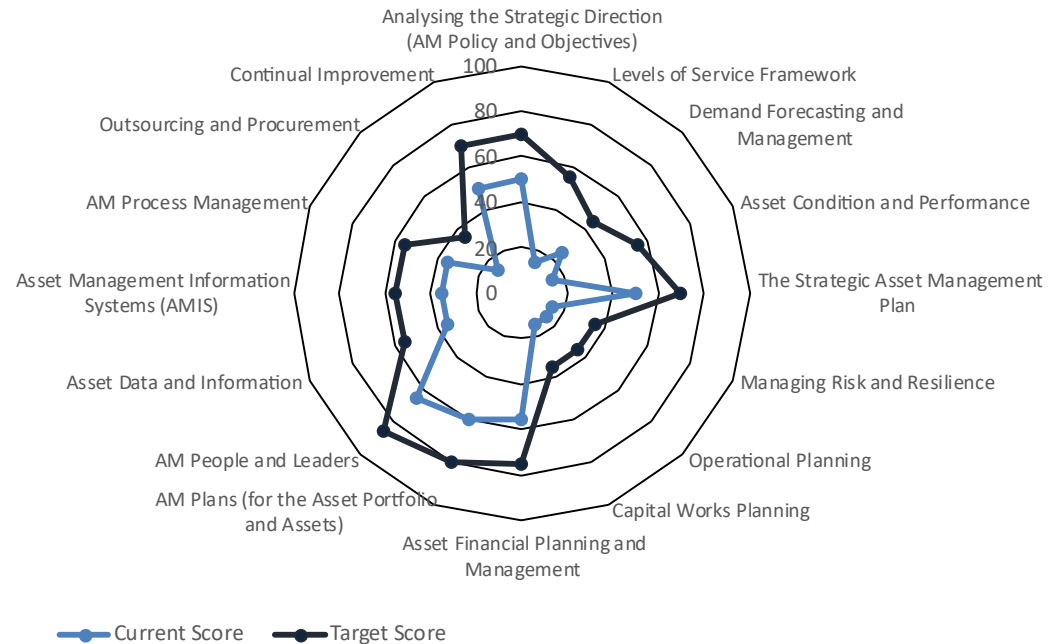 Analysing the Strategic Direction
(AM Policy and Objectives)
100
Continual Improvement
Levels of Service Framework
80
Outsourcing and Procurement
Demand Forecasting and
Management
60
AM Process Management
40
Asset Condition and Performance
20
Asset Management Information
Systems (AMIS)
0
The Strategic Asset Management
Plan
Asset Data and Information
Managing Risk and Resilience
AM People and Leaders
Operational Planning
AM Plans (for the Asset Portfolio
and Assets)
Capital Works Planning
Asset Financial Planning and
Management
Current Score
Target Score